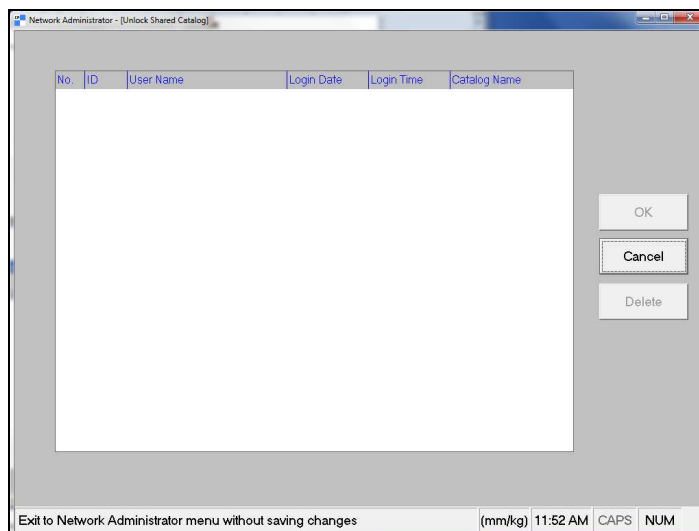 Network Administrator - [Unlock Shared Catalog]
No. ID User Name Login Date Login Time Catalog Name
OK
Cancel
Delete
Exit to Network Administrator menu without saving changes (mm/kg) 11:52 AM CAPS NUM